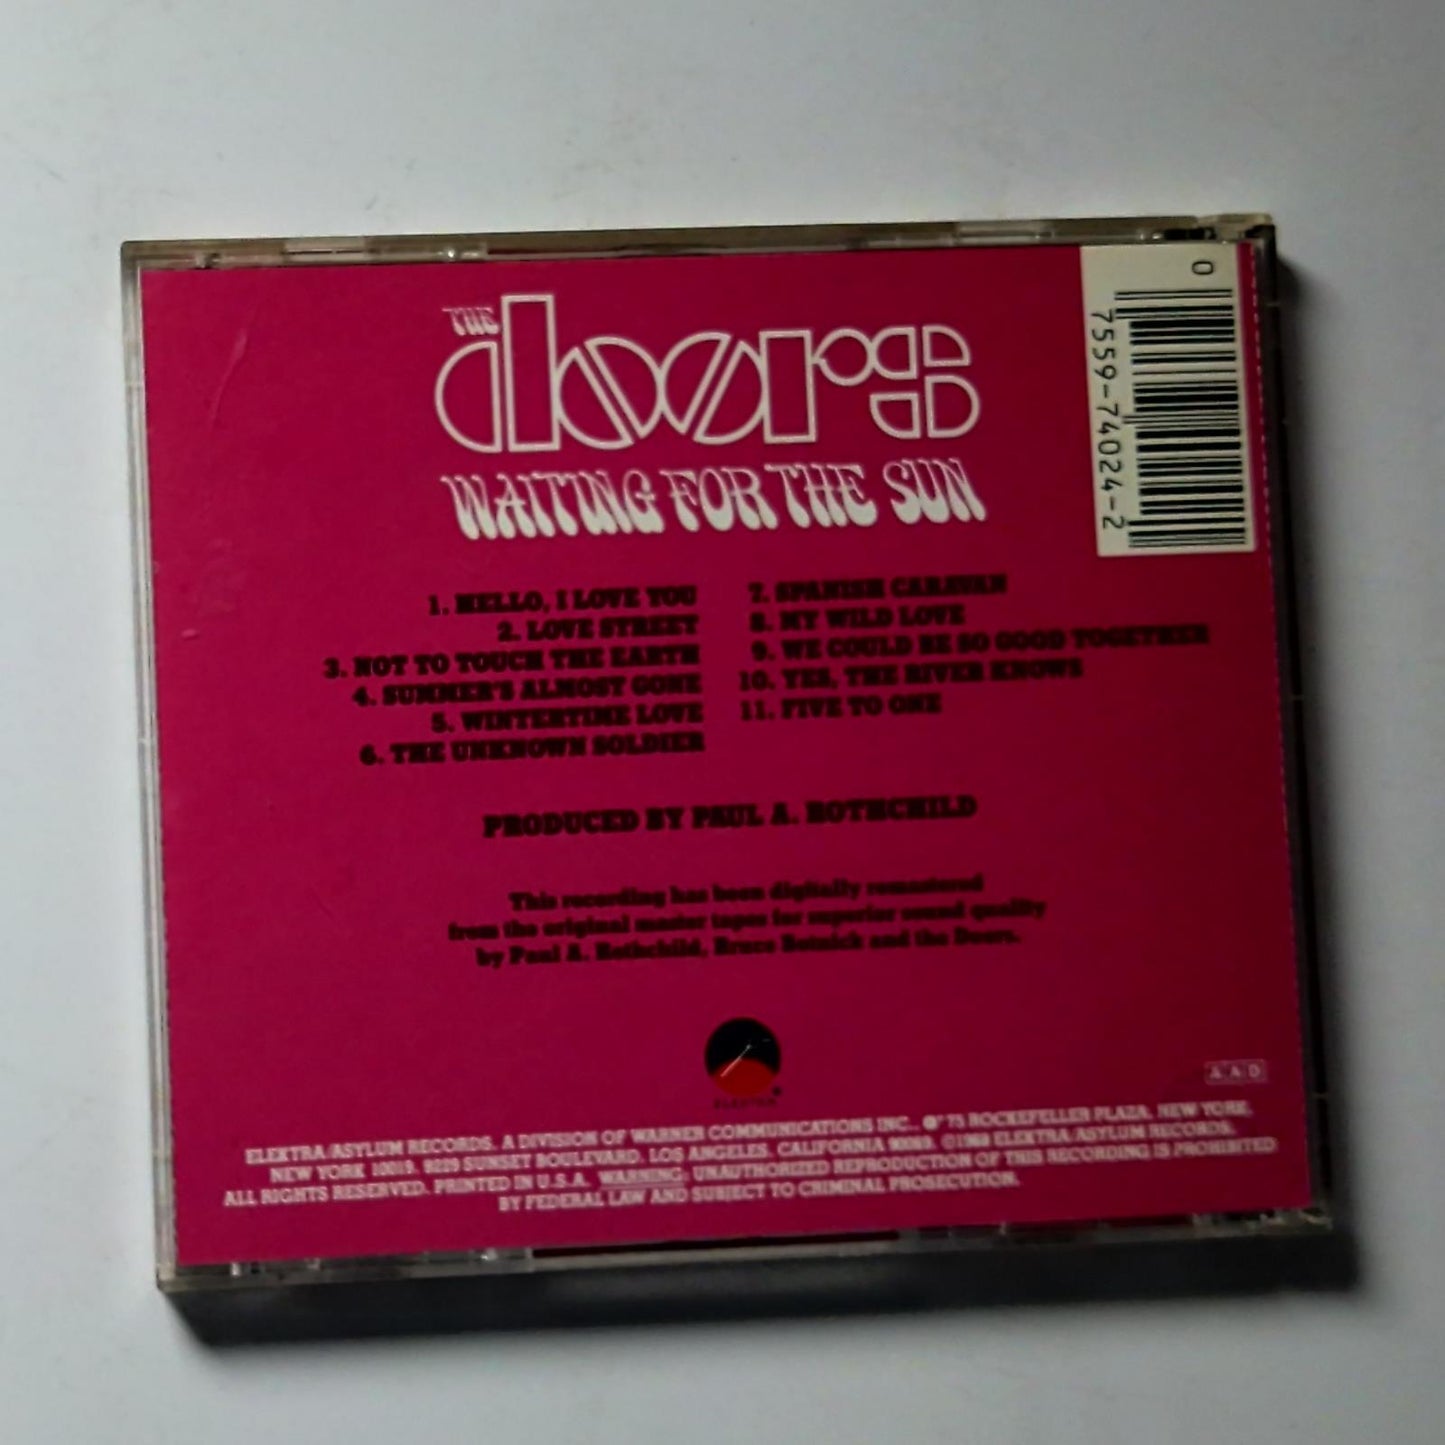 THE
doors
WAITING FOR THE SUN
1. HELLO, I LOVE YOU
2. LOVE STREET
3. NOT TO TOUCH THE EARTH
4. SUMMER'S ALMOST GONE
5. WINTERTIME LOVE
6. THE UNKNOWN SOLDIER
7. SPANISH CARAVAN
8. MY WILD LOVE
9. WE COULD BE SO GOOD TOGETHER
10. YES, THE RIVER KNOWS
11. FIVE TO ONE
PRODUCED BY PAUL A. ROTHCHILD
This recording has been digitally remastered
from the original master tapes for superior sound quality
by Paul A. Rothchild, Bruce Botnick and the Doors.
ELEKTRA
AAD
ELEKTRA/ASYLUM RECORDS. A DIVISION OF WARNER COMMUNICATIONS INC., 75 ROCKEFELLER PLAZA, NEW YORK,
NEW YORK 10019. 9229 SUNSET BOULEVARD, LOS ANGELES, CALIFORNIA 90069. ©1968 ELEKTRA/ASYLUM RECORDS.
ALL RIGHTS RESERVED. PRINTED IN U.S.A. WARNING: UNAUTHORIZED REPRODUCTION OF THIS RECORDING IS PROHIBITED
BY FEDERAL LAW AND SUBJECT TO CRIMINAL PROSECUTION.
0
7559-74024-2